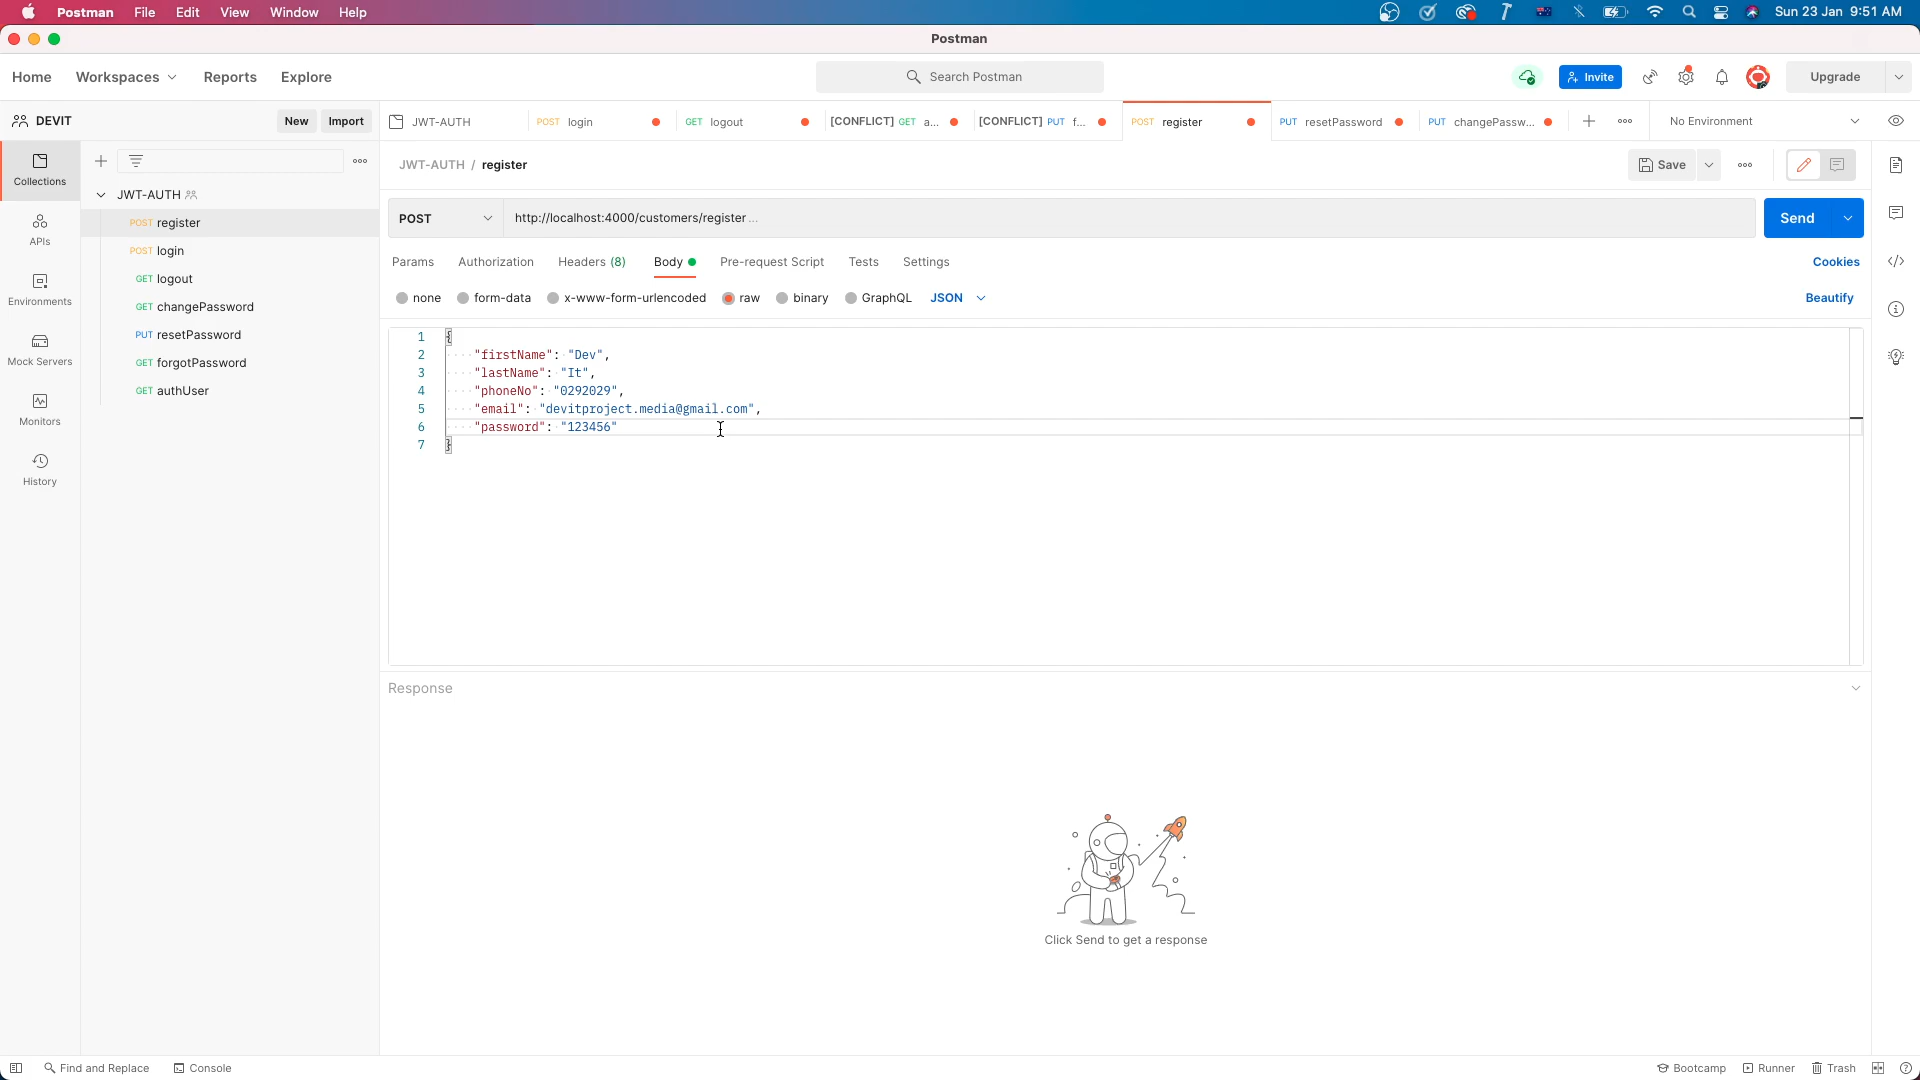 Postman File Edit View Window Help
Sun 23 Jan 9:51 AM
Postman
Home Workspaces Reports Explore
Search Postman
Invite
Upgrade
DEVIT
New Import
JWT-AUTH
POST login
GET logout
[CONFLICT] GET a...
[CONFLICT] PUT f...
POST register
PUT resetPassword
PUT changePassw...
No Environment
Collections
APIs
Environments
Mock Servers
Monitors
History
JWT-AUTH
POST register
POST login
GET logout
GET changePassword
PUT resetPassword
GET forgotPassword
GET authUser
JWT-AUTH / register
Save
POST
http://localhost:4000/customers/register ...
Send
Params Authorization Headers (8) Body Pre-request Script Tests Settings
Cookies
none form-data x-www-form-urlencoded raw binary GraphQL JSON
Beautify
1 {
2 "firstName": "Dev",
3 "lastName": "It",
4 "phoneNo": "0292029",
5 "email": "devitproject.media@gmail.com",
6 "password": "123456"
7 }
Response
Click Send to get a response
Find and Replace Console
Bootcamp Runner Trash